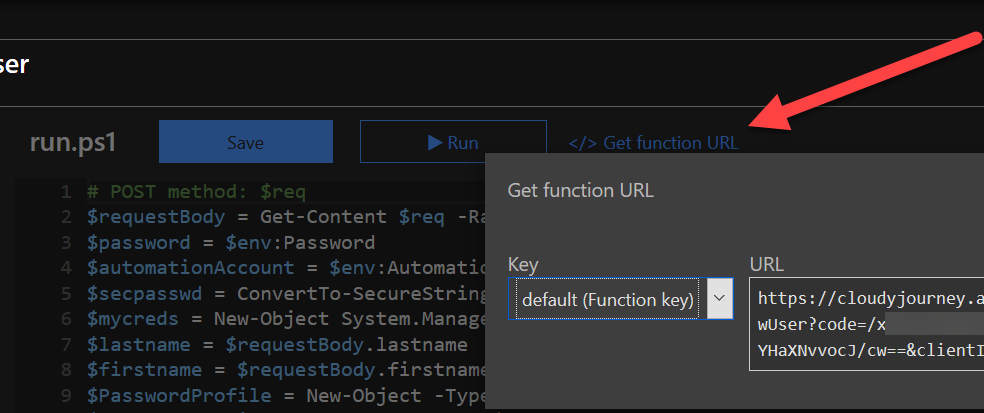 ser
run.ps1
Save
Run
</> Get function URL
1 # POST method: $req
2 $requestBody = Get-Content $req -Ra
3 $password = $env:Password
4 $automationAccount = $env:Automatic
5 $secpasswd = ConvertTo-SecureString
6 $mycreds = New-Object System.Manage
7 $lastname = $requestBody.lastname
8 $firstname = $requestBody.firstname
9 $PasswordProfile = New-Object -Type
Get function URL
Key
default (Function key)
URL
https://cloudyjourney.a
wUser?code=/x
YHaXNvvocJ/cw==&clientI